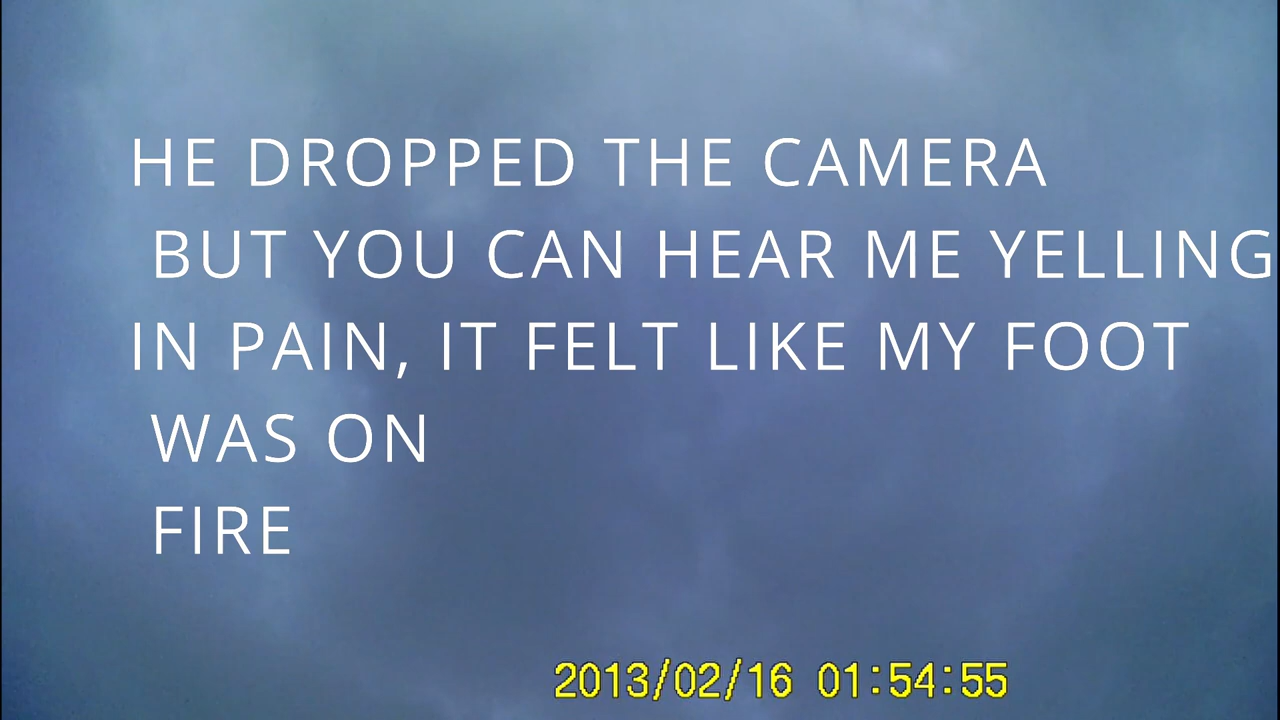 HE DROPPED THE CAMERA
BUT YOU CAN HEAR ME YELLING
IN PAIN, IT FELT LIKE MY FOOT
WAS ON
FIRE
2013/02/16 01:54:55